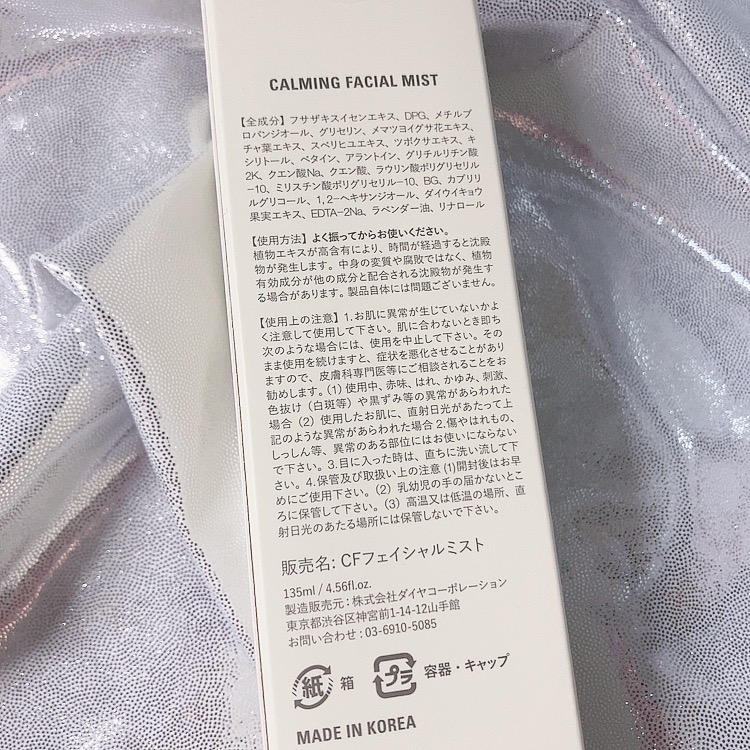 CALMING FACIAL MIST
【全成分】フサザキスイセンエキス、DPG、メチルプ
ロパンジオール、グリセリン、メマツヨイグサ花エキス、
チャ葉エキス、スベリヒユエキス、ツボクサエキス、キ
シリトール、ベタイン、アラントイン、グリチルリチン酸
2K、クエン酸Na、クエン酸、ラウリン酸ポリグリセリル
-10、ミリスチン酸ポリグリセリル-10、BG、カプリリ
ルグリコール、1,2-ヘキサンジオール、ダイウイキョウ
果実エキス、EDTA-2Na、ラベンダー油、リナロール
【使用方法】よく振ってからお使いください。
植物エキスが高含有により、時間が経過すると沈殿
物が発生します。中身の変質や腐敗ではなく、植物
有効成分が他の成分と配合される沈殿物が発生す
る場合があります。製品自体には問題ございません。
【使用上の注意】1.お肌に異常が生じていないかよ
く注意して使用して下さい。肌に合わないとき即ち
次のような場合には、使用を中止して下さい。その
まま使用を続けますと、症状を悪化させることがあり
ますので、皮膚科専門医等にご相談されることをお
勧めします。(1)使用中、赤味、はれ、かゆみ、刺激、
色抜け(白斑等)や黒ずみ等の異常があらわれた
場合(2)使用したお肌に、直射日光があたって上
記のような異常があらわれた場合 2.傷やはれもの、
しっしん等、異常のある部位にはお使いにならない
で下さい。3.目に入った時は、直ちに洗い流して下
さい。4.保管及び取扱い上の注意(1)開封後はお早
めにご使用下さい。(2)乳幼児の手の届かないとこ
ろに保管して下さい。(3)高温又は低温の場所、直
射日光のあたる場所には保管しないで下さい。
販売名: CFフェイシャルミスト
135ml / 4.56fl.oz.
製造販売元:株式会社ダイヤコーポレーション
東京都渋谷区神宮前1-14-12山手館
お問い合わせ:03-6910-5085
紙 箱 プラ 容器・キャップ
MADE IN KOREA